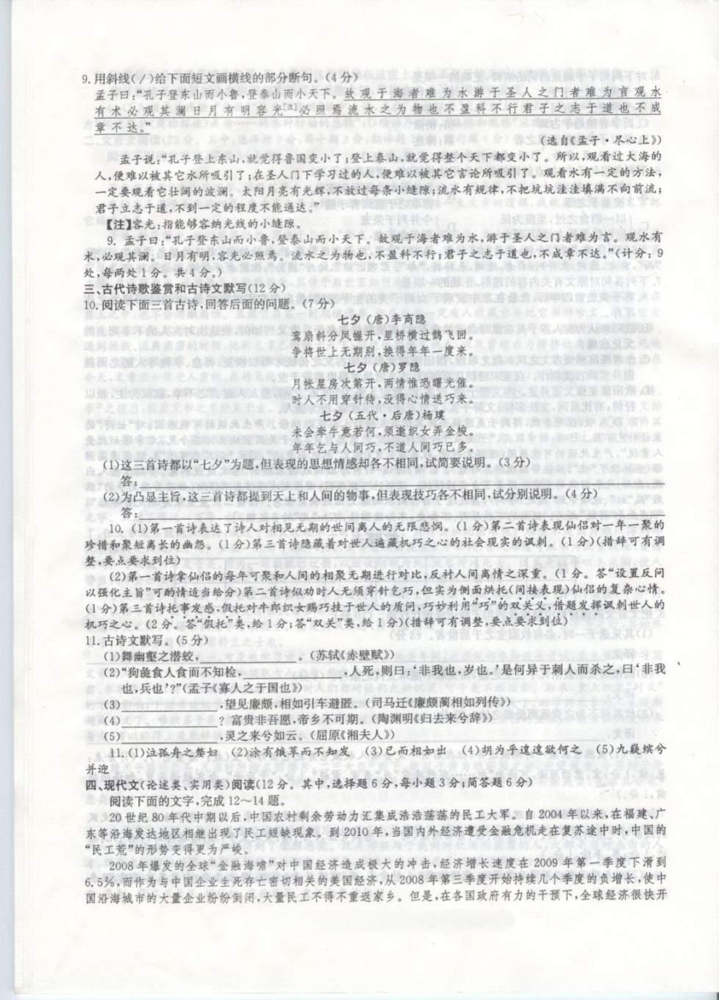 9. 用斜线(/)给下面短文画横线的部分断句。(4分)
孟子曰:“孔子登东山而小鲁,登泰山而小天下。故观于海者难为水游于圣人之门者难为言观水
有术必观其澜日月有明容光[注]必照焉流水之为物也不盈科不行君子之志于道也不成
章不达。”
(选自《孟子·尽心上》)
孟子说:“孔子登上东山,就觉得鲁国变小了;登上泰山,就觉得整个天下都变小了。所以,观看过大海的
人,便难以被其它水所吸引了;在圣人门下学习过的人,便难以被其它言论所吸引了。观看水有一定的方法,
一定要观看它壮阔的波澜。太阳月亮有光辉,不放过每条小缝隙;流水有规律,不把坑坑洼洼填满不向前流;
君子立志于道,不到一定的程度不能通达。”
【注】容光:指能够容纳光线的小缝隙。
9. 孟子曰:“孔子登东山而小鲁,登泰山而小天下。故观于海者难为水,游于圣人之门者难为言。观水有
术,必观其澜。日月有明,容光必照焉。流水之为物也,不盈科不行;君子之志于道也,不成章不达。”(计分:9
处,每两处1分。共4分。)
三、古代诗歌鉴赏和古诗文默写(12分)
10. 阅读下面三首古诗,回答后面的问题。(7分)
七夕 (唐)李商隐
鸾扇斜分凤幄开,星桥横过鹊飞回。
争将世上无期别,换得年年一度来。
七夕 (唐)罗隐
月帐星房次第开,两情惟恐曙光催。
时人不用穿针待,没得心情送巧来。
七夕 (五代·后唐)杨璞
未会牵牛意若何,须邀织女弄金梭。
年年乞与人间巧,不道人间巧已多。
(1)这三首诗都以“七夕”为题,但表现的思想情感却各不相同,试简要说明。(3分)
答:
(2)为凸显主旨,这三首诗都提到天上和人间的物事,但表现技巧各不相同,试分别说明。(4分)
答:
10. (1)第一首诗表达了诗人对相见无期的世间离人的无限悲悯。(1分)第二首诗表现仙侣对一年一聚的
珍惜和聚短离长的幽怨。(1分)第三首诗隐藏着对世人遍藏机巧之心的社会现实的讽刺。(1分)(措辞可有调
整,要点要求到位)
(2)第一首诗拿仙侣的每年可聚和人间的相聚无期进行对比,反衬人间离情之深重。(1分。答“设置反问
以强化主旨”可酌情适当给分)第二首诗似劝时人无须穿针乞巧,但实为侧面烘托(间接表现)仙侣的复杂心情。
(1分)第三首诗托事发感,假托对牛郎织女赐巧技于世人的质问,巧妙利用“巧”的双关义,借题发挥讽刺世人的
机巧之心。(2分。答“假托”类,给1分;答“双关”类,给1分)(措辞可有调整,要点要求到位)
11. 古诗文默写。(5分)
(1)舞幽壑之潜蛟,____________。(苏轼《赤壁赋》)
(2)“狗彘食人食而不知检,____________,人死,则曰:‘非我也,岁也。’是何异于刺人而杀之,曰‘非我
也,兵也’?”(孟子《寡人之于国也》)
(3)____________,望见廉颇,相如引车避匿。(司马迁《廉颇蔺相如列传》)
(4)____________? 富贵非吾愿,帝乡不可期。(陶渊明《归去来兮辞》)
(5)____________,灵之来兮如云。(屈原《湘夫人》)
11. (1)泣孤舟之嫠妇 (2)涂有饿莩而不知发 (3)已而相如出 (4)胡为乎遑遑欲何之 (5)九嶷缤兮
并迎
四、现代文(论述类、实用类)阅读(12分。其中,选择题6分,每小题3分;简答题6分)
阅读下面的文字,完成12～14题。
20世纪80年代中期以后,中国农村剩余劳动力汇集成浩浩荡荡的民工大军。自2004年以来,在福建、广
东等沿海发达地区相继出现了民工短缺现象。到2010年,当国内外经济遭受金融危机走在复苏途中时,中国的
“民工荒”的形势变得更为严峻。
2008年爆发的全球“金融海啸”对中国经济造成极大的冲击,经济增长速度在2009年第一季度下滑到
6.5%,而作为与中国企业生死存亡密切相关的美国经济,从2008年第三季度开始持续几个季度的负增长,使中
国沿海城市的大量企业纷纷倒闭,大量民工不得不重返家乡。但是,在各国政府有力的干预下,全球经济很快开